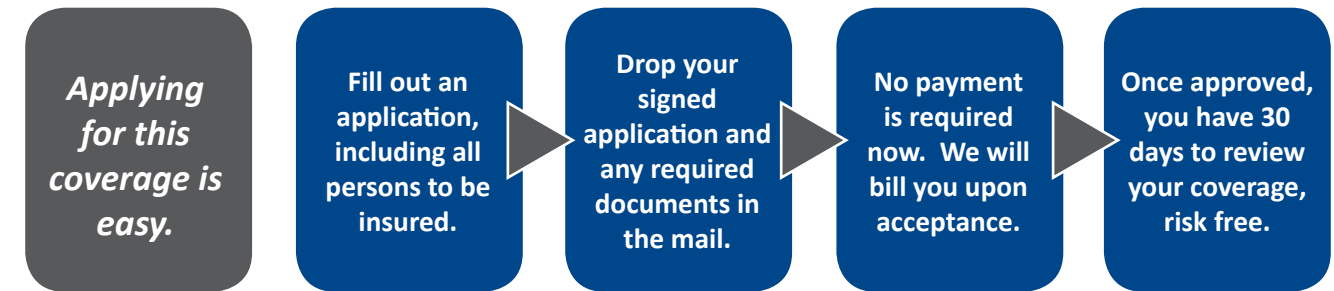 Applying
for this
coverage is
easy.
Fill out an
application,
including all
persons to be
insured.
Drop your
signed
application and
any required
documents in
the mail.
No payment
is required
now.  We will
bill you upon
acceptance.
Once approved,
you have 30
days to review
your coverage,
risk free.